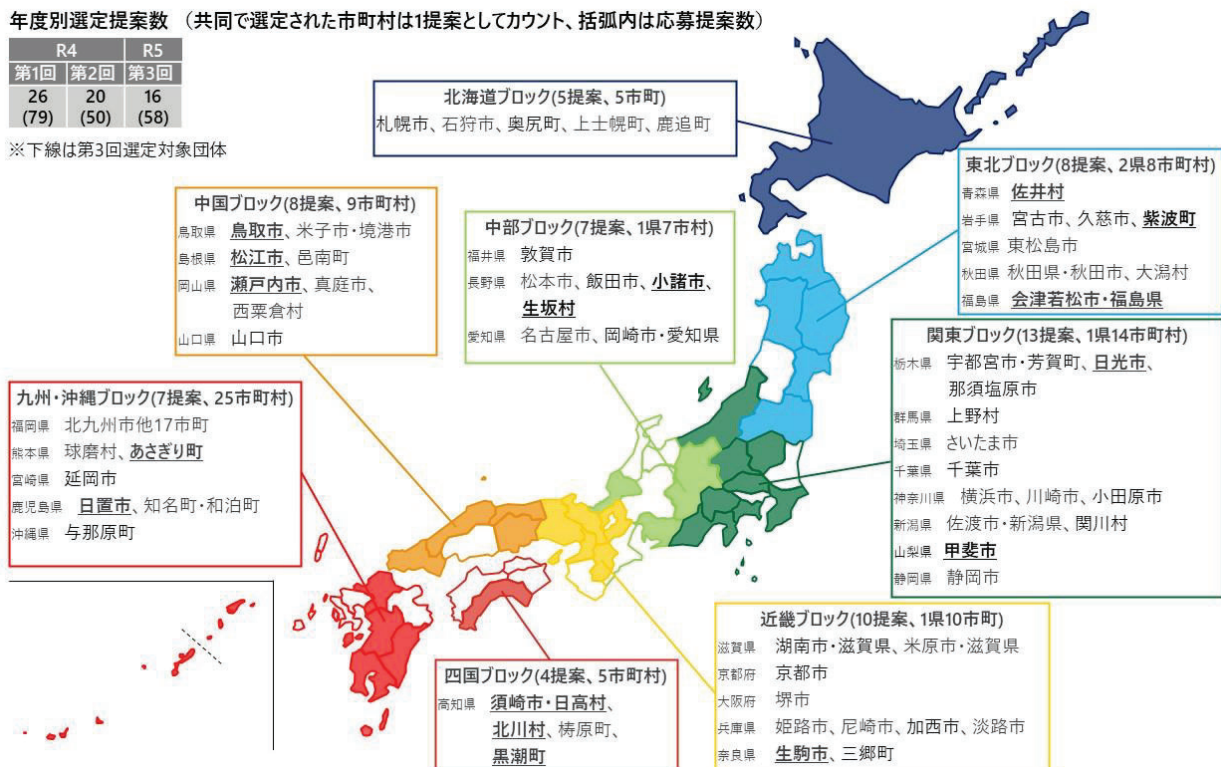 年度別選定提案数 (共同で選定された市町村は1提案としてカウント、括弧内は応募提案数)
R4 R5
第1回 第2回 第3回
26 20 16
(79) (50) (58)
※下線は第3回選定対象団体
北海道ブロック(5提案、5市町)
札幌市、石狩市、奥尻町、上士幌町、鹿追町
東北ブロック(8提案、2県8市町村)
青森県 佐井村
岩手県 宮古市、久慈市、紫波町
宮城県 東松島市
秋田県 秋田県・秋田市、大潟村
福島県 会津若松市・福島県
中国ブロック(8提案、9市町村)
鳥取県 鳥取市、米子市・境港市
島根県 松江市、邑南町
岡山県 瀬戸内市、真庭市、
西粟倉村
山口県 山口市
中部ブロック(7提案、1県7市村)
福井県 敦賀市
長野県 松本市、飯田市、小諸市、
生坂村
愛知県 名古屋市、岡崎市・愛知県
関東ブロック(13提案、1県14市町村)
栃木県 宇都宮市・芳賀町、日光市、
那須塩原市
群馬県 上野村
埼玉県 さいたま市
千葉県 千葉市
神奈川県 横浜市、川崎市、小田原市
新潟県 佐渡市・新潟県、関川村
山梨県 甲斐市
静岡県 静岡市
九州・沖縄ブロック(7提案、25市町村)
福岡県 北九州市他17市町
熊本県 球磨村、あさぎり町
宮崎県 延岡市
鹿児島県 日置市、知名町・和泊町
沖縄県 与那原町
四国ブロック(4提案、5市町村)
高知県 須崎市・日高村、
北川村、梼原町、
黒潮町
近畿ブロック(10提案、1県10市町)
滋賀県 湖南市・滋賀県、米原市・滋賀県
京都府 京都市
大阪府 堺市
兵庫県 姫路市、尼崎市、加西市、淡路市
奈良県 生駒市、三郷町